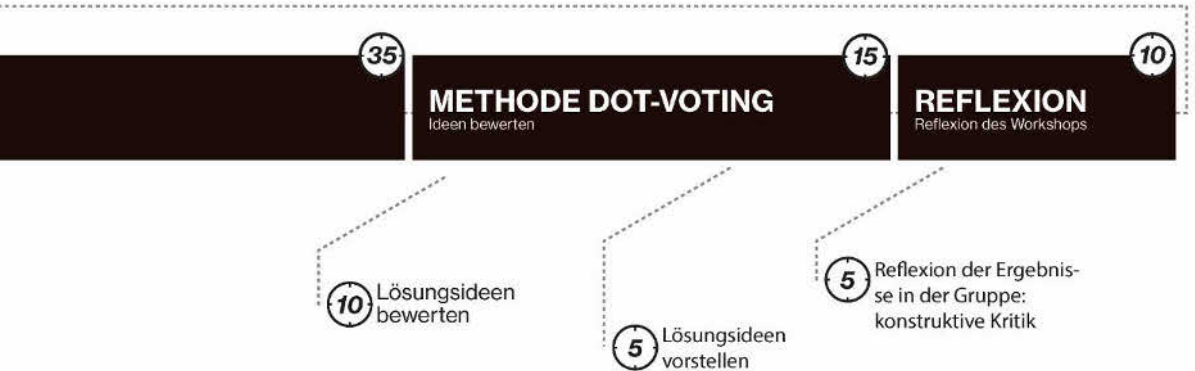 35
METHODE DOT-VOTING
Ideen bewerten
15
REFLEXION
Reflexion des Workshops
10
10
Lösungsideen
bewerten
5
Lösungsideen
vorstellen
5
Reflexion der Ergebnis-
se in der Gruppe:
konstruktive Kritik